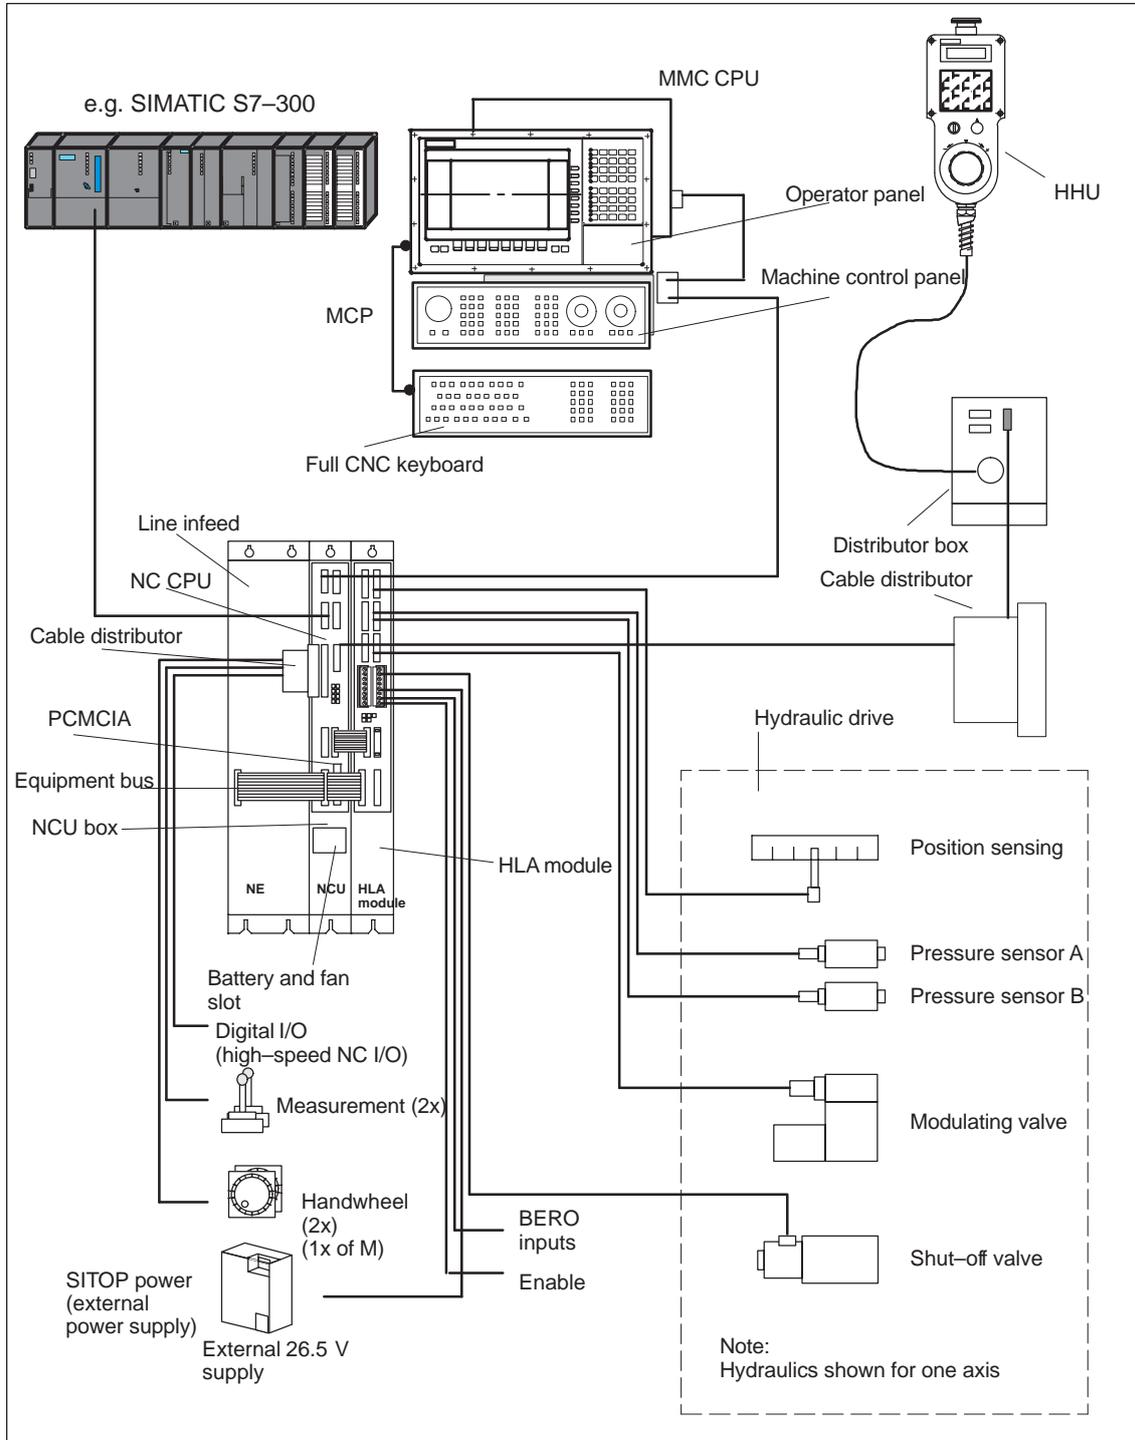 MMC CPU
e.g. SIMATIC S7–300
Operator panel
HHU
Machine control panel
MCP
Full CNC keyboard
Line infeed
Distributor box
NC CPU
Cable distributor
Cable distributor
PCMCIA
Hydraulic drive
Equipment bus
NCU box
Position sensing
HLA module
NE
NCU
HLA
module
Pressure sensor A
Battery and fan
slot
Pressure sensor B
Digital I/O
(high–speed NC I/O)
Measurement (2x)
Modulating valve
Handwheel
(2x)
(1x of M)
BERO
inputs
Shut–off valve
Enable
SITOP power
(external
power supply)
External 26.5 V
supply
Note:
Hydraulics shown for one axis